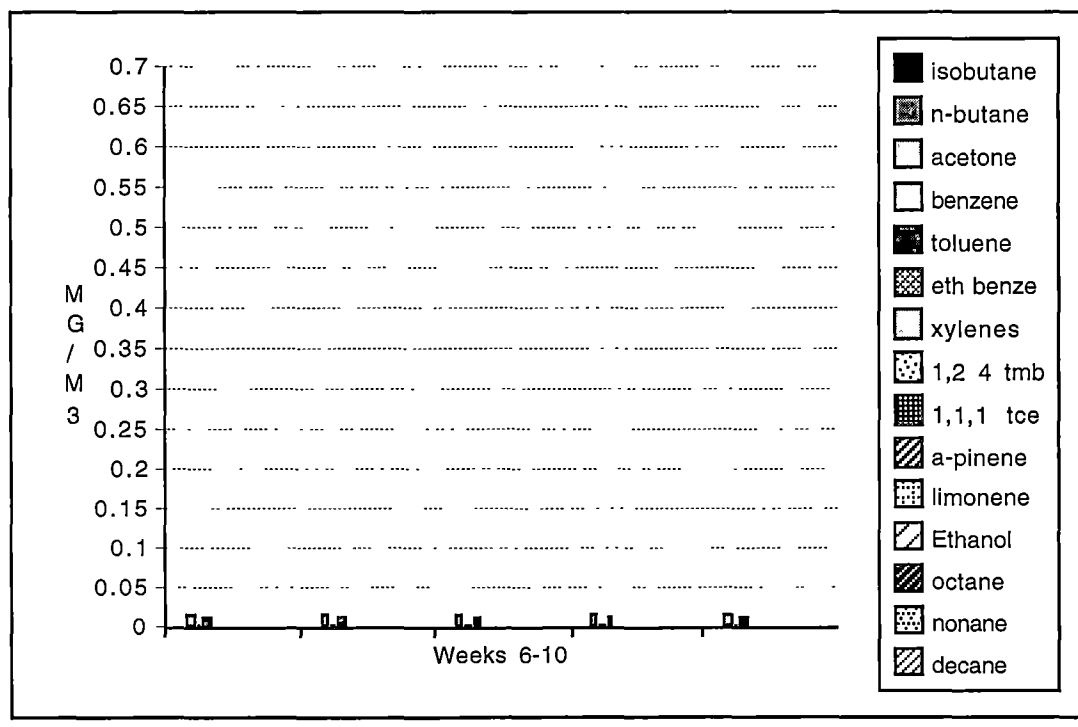 0.7
0.65
0.6
0.55
0.5
0.45
0.4
0.35
0.3
0.25
0.2
0.15
0.1
0.05
0
MG/M3
Weeks 6-10
isobutane
n-butane
acetone
benzene
toluene
eth benze
xylenes
1,2 4 tmb
1,1,1 tce
a-pinene
limonene
Ethanol
octane
nonane
decane